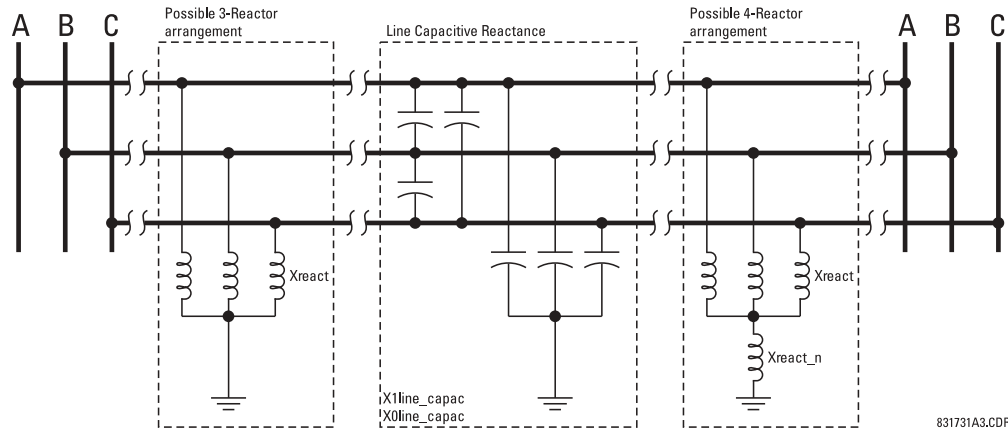 Possible 3-Reactor
arrangement
Line Capacitive Reactance
Possible 4-Reactor
arrangement
A B C
A B C
Xreact
Xreact
Xreact_n
X1line_capac
X0line_capac
831731A3.CDR